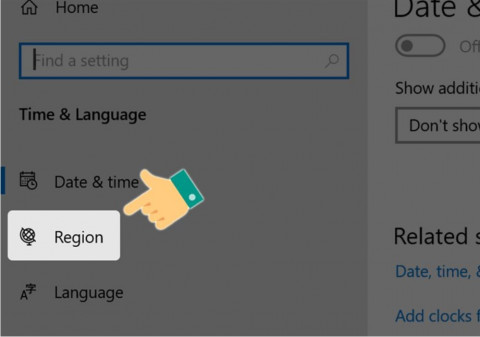 Home
Find a setting
Time & Language
Date & time
Region
Language
Date &
Off
Show additi
Don't show
Related s
Date, time, &
Add clocks f